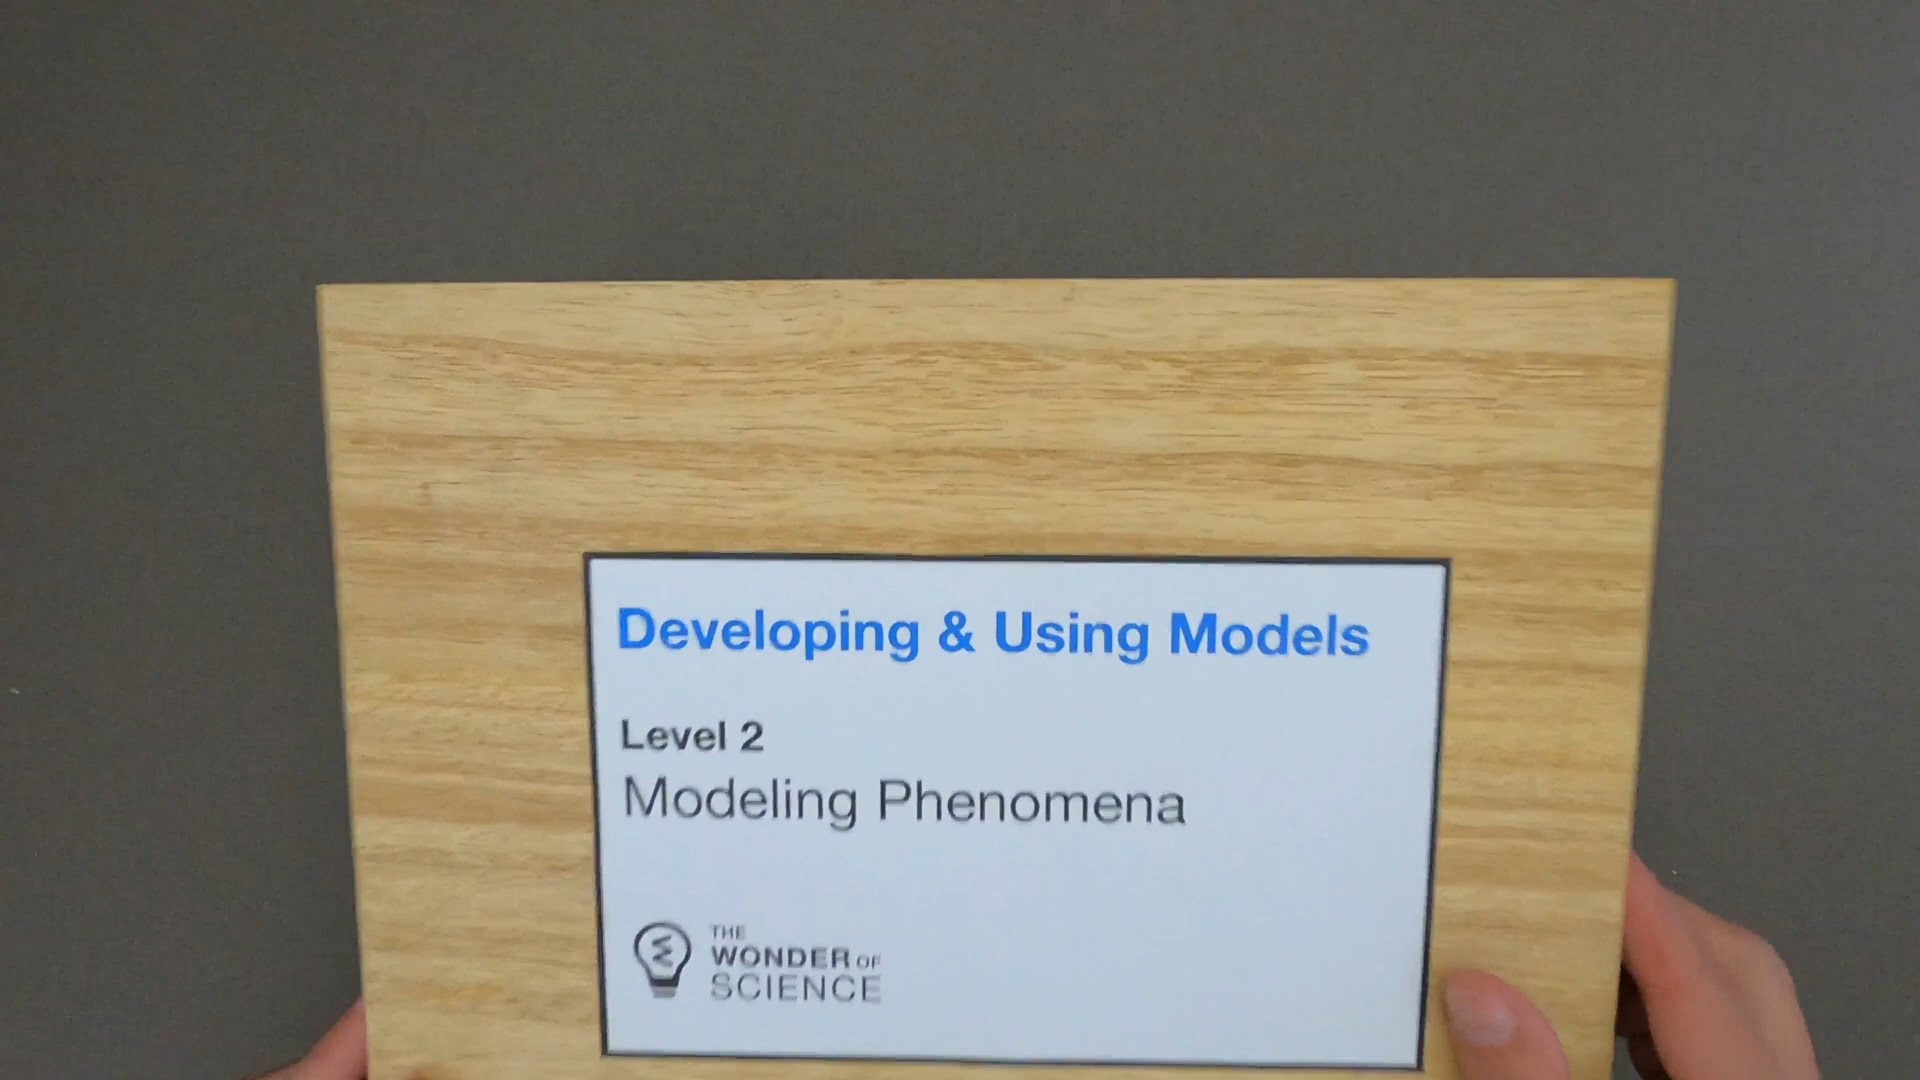 Developing & Using Models
Level 2
Modeling Phenomena
THE
WONDER OF
SCIENCE